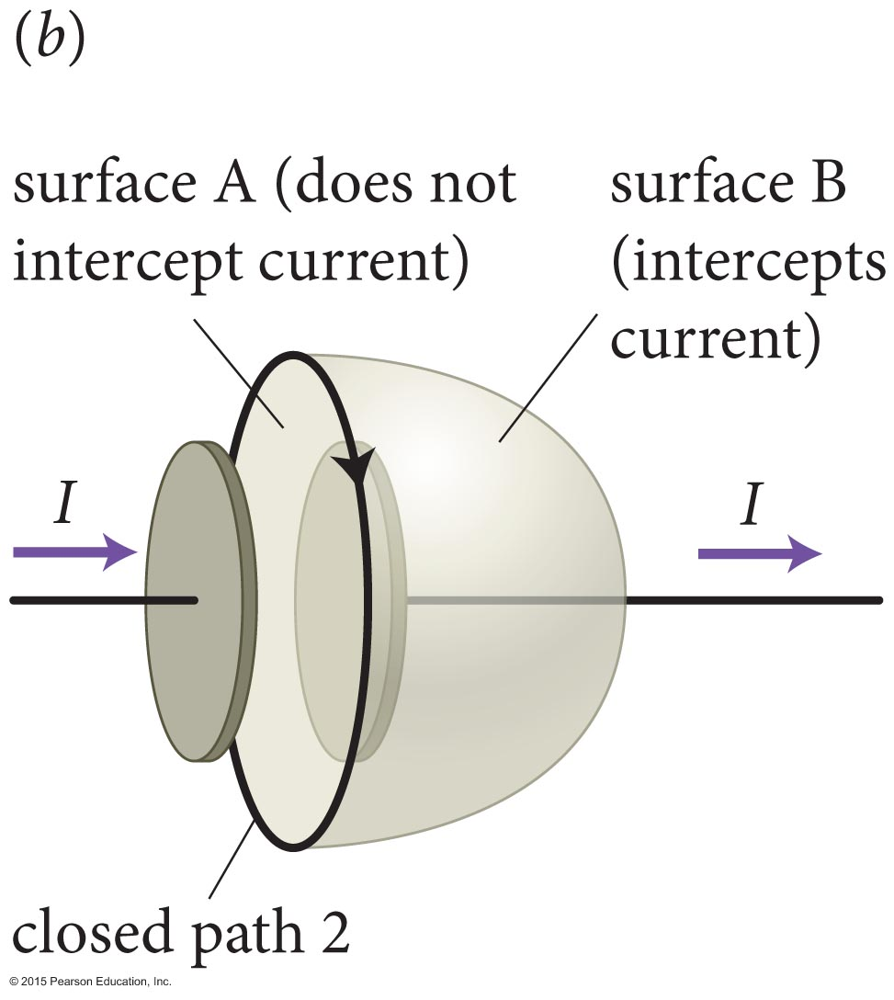 (b)
surface A (does not
intercept current)
surface B
(intercepts
current)
I
I
closed path 2
© 2015 Pearson Education, Inc.